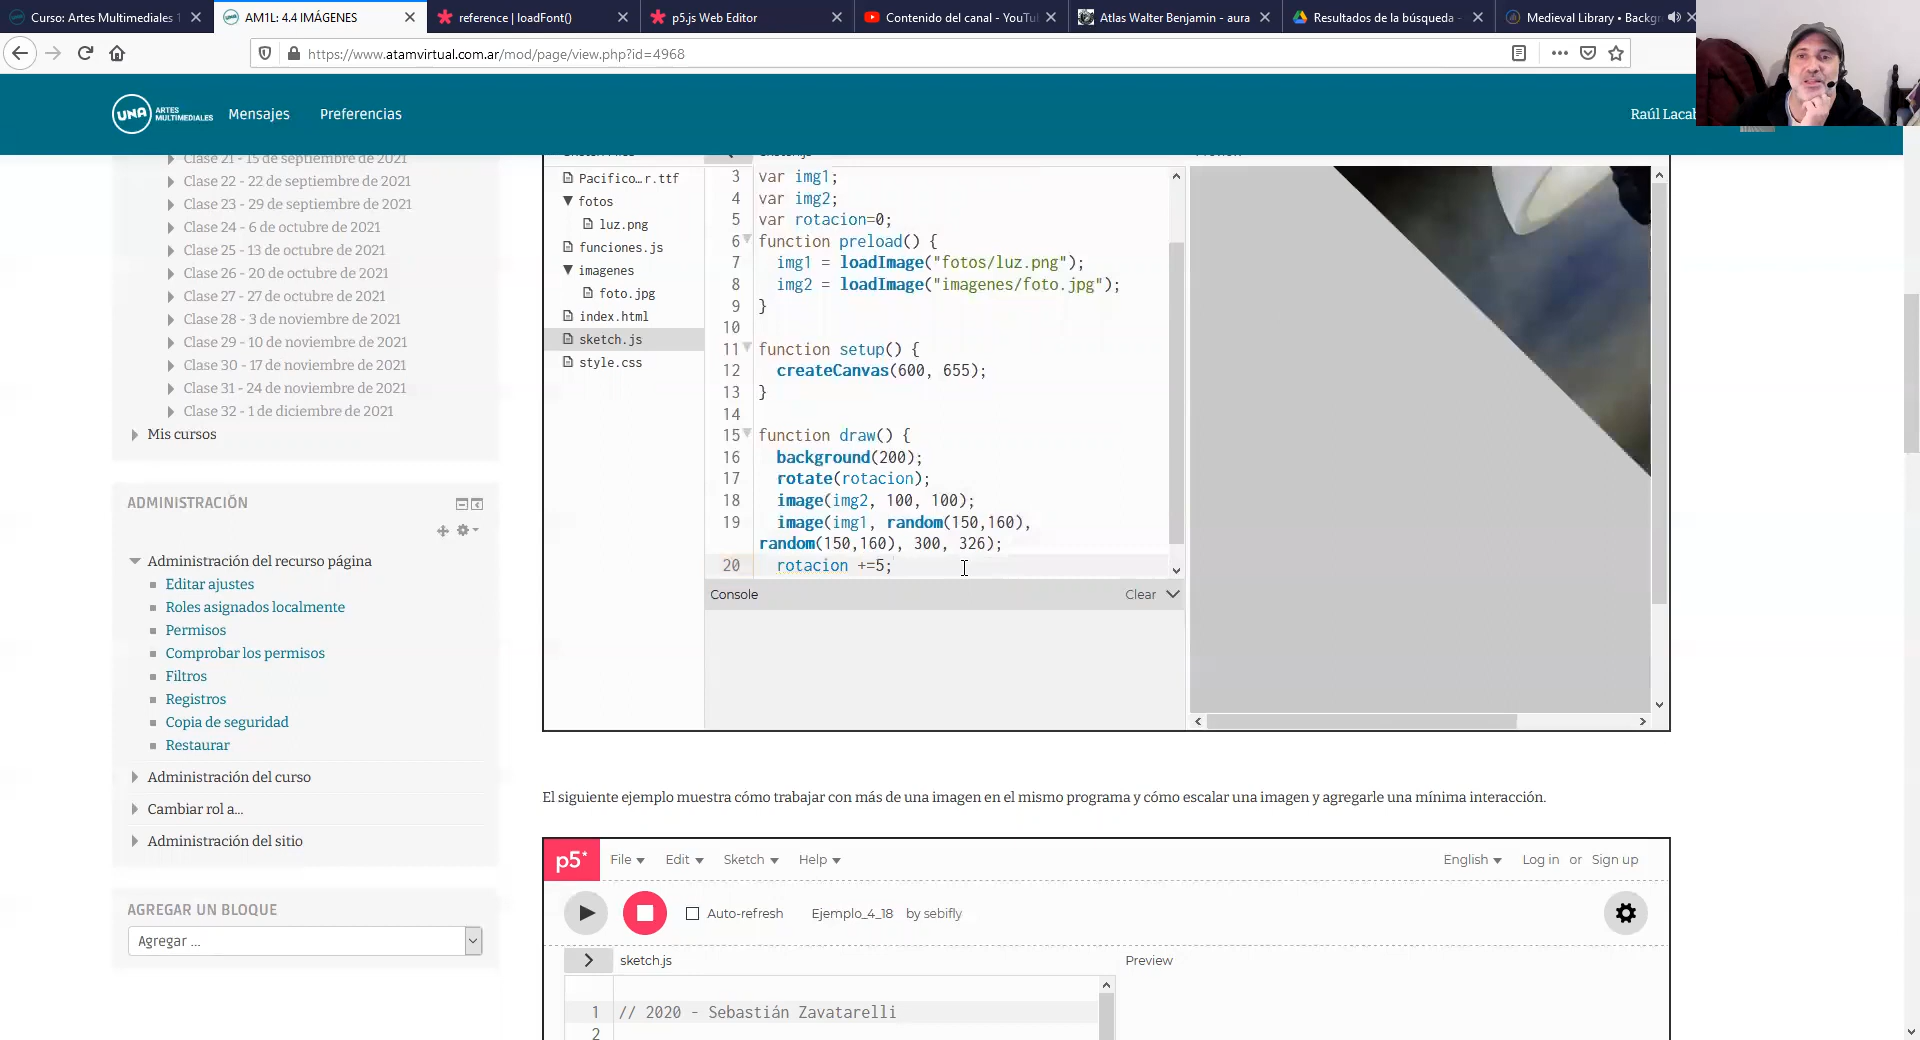 Curso: Artes Multimediales 1
AM1L: 4.4 IMÁGENES
reference | loadFont()
p5.js Web Editor
Contenido del canal - YouTu
Atlas Walter Benjamin - aura
Resultados de la búsqueda -
Medieval Library • Backgr
https://www.atamvirtual.com.ar/mod/page/view.php?id=4968
UNA ARTES
MULTIMEDIALES
Mensajes
Preferencias
Raúl Lacab
Clase 21 - 15 de septiembre de 2021
Clase 22 - 22 de septiembre de 2021
Clase 23 - 29 de septiembre de 2021
Clase 24 - 6 de octubre de 2021
Clase 25 - 13 de octubre de 2021
Clase 26 - 20 de octubre de 2021
Clase 27 - 27 de octubre de 2021
Clase 28 - 3 de noviembre de 2021
Clase 29 - 10 de noviembre de 2021
Clase 30 - 17 de noviembre de 2021
Clase 31 - 24 de noviembre de 2021
Clase 32 - 1 de diciembre de 2021
Mis cursos
ADMINISTRACIÓN
Administración del recurso página
Editar ajustes
Roles asignados localmente
Permisos
Comprobar los permisos
Filtros
Registros
Copia de seguridad
Restaurar
Administración del curso
Cambiar rol a...
Administración del sitio
AGREGAR UN BLOQUE
Agregar ...
Pacifico…r.ttf
fotos
luz.png
funciones.js
imagenes
foto.jpg
index.html
sketch.js
style.css
3 var img1;
4 var img2;
5 var rotacion=0;
6 function preload() {
7 img1 = loadImage("fotos/luz.png");
8 img2 = loadImage("imagenes/foto.jpg");
9 }
10
11 function setup() {
12 createCanvas(600, 655);
13 }
14
15 function draw() {
16 background(200);
17 rotate(rotacion);
18 image(img2, 100, 100);
19 image(img1, random(150,160),
random(150,160), 300, 326);
20 rotacion +=5;
Console
Clear
El siguiente ejemplo muestra cómo trabajar con más de una imagen en el mismo programa y cómo escalar una imagen y agregarle una mínima interacción.
p5* File Edit Sketch Help English Log in or Sign up
Auto-refresh Ejemplo_4_18 by sebifly
sketch.js
Preview
1 // 2020 - Sebastián Zavatarelli
2